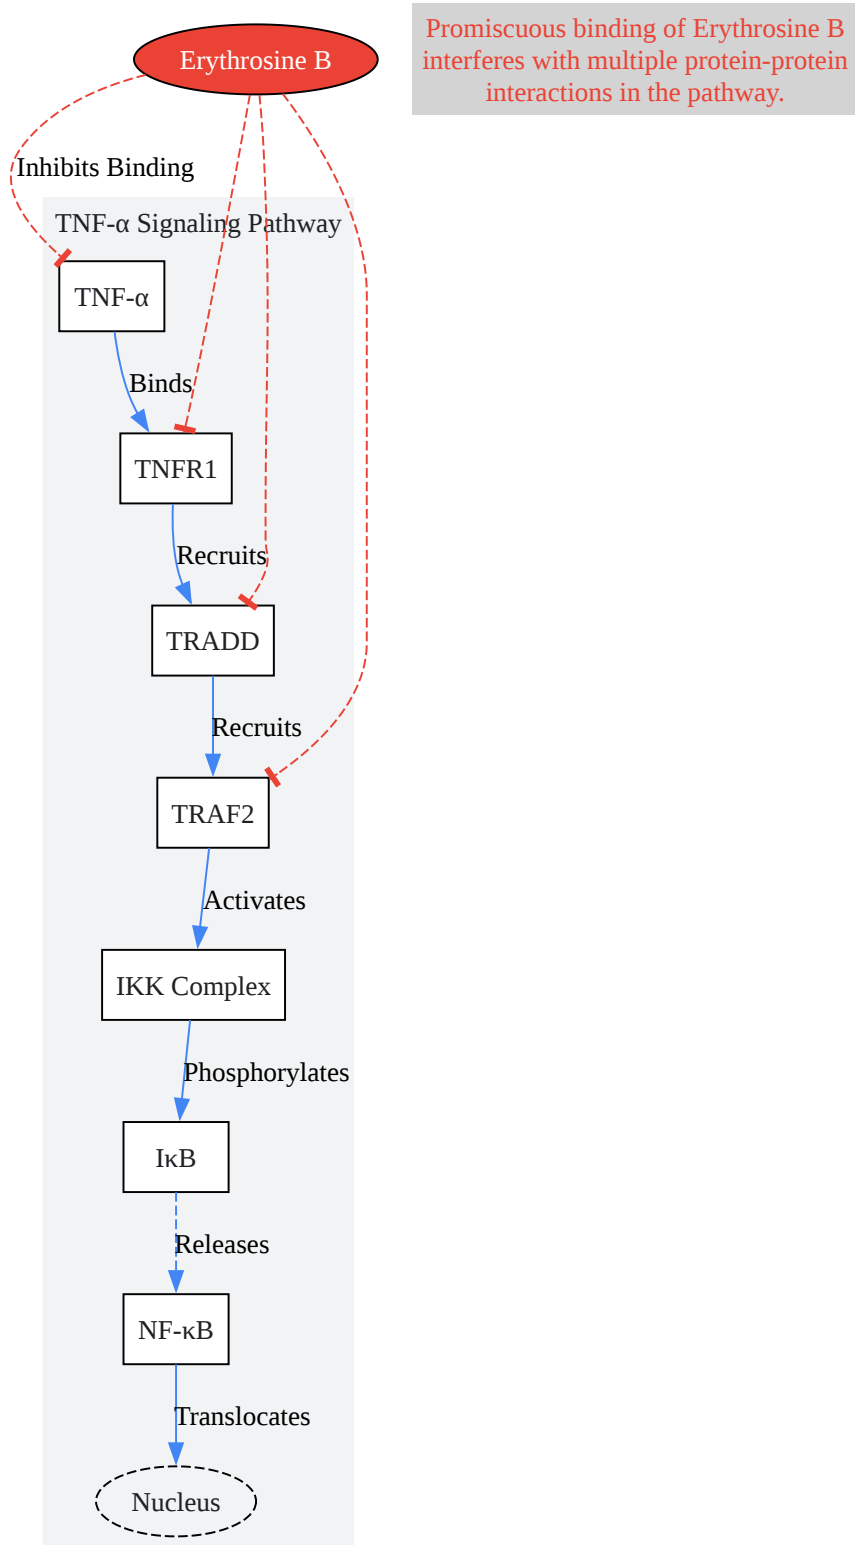 Erythrosine B
Promiscuous binding of Erythrosine B
interferes with multiple protein-protein
interactions in the pathway.
Inhibits Binding
TNF-α Signaling Pathway
TNF-α
Binds
TNFR1
Recruits
TRADD
Recruits
TRAF2
Activates
IKK Complex
Phosphorylates
IκB
Releases
NF-κB
Translocates
Nucleus